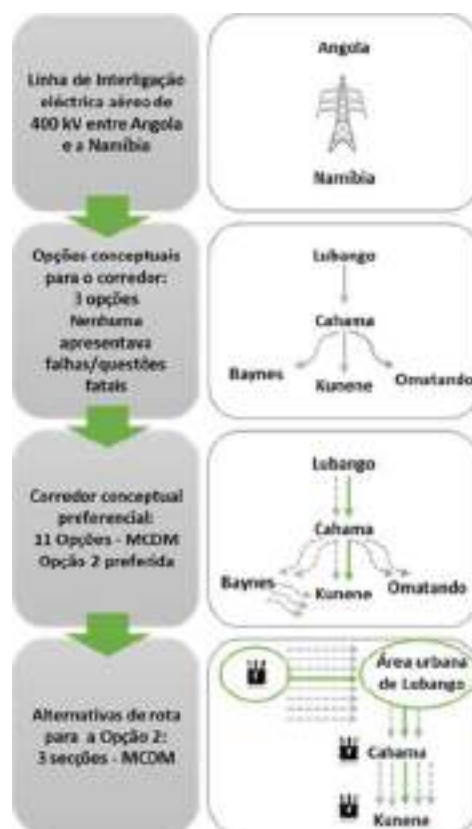 Linha de Interligação
eléctrica aéreo de
400 kV entre Angola
e a Namíbia
Angola
Namíbia
Opções conceptuais
para o corredor:
3 opções
Nenhuma
apresentava
falhas/questões
fatais
Lubango
Cahama
Baynes
Kunene
Omatando
Corredor conceptual
preferencial:
11 Opções - MCDM
Opção 2 preferida
Lubango
Cahama
Baynes
Kunene
Omatando
Alternativas de rota
para a Opção 2:
3 secções - MCDM
Área urbana
de Lubango
Cahama
Kunene